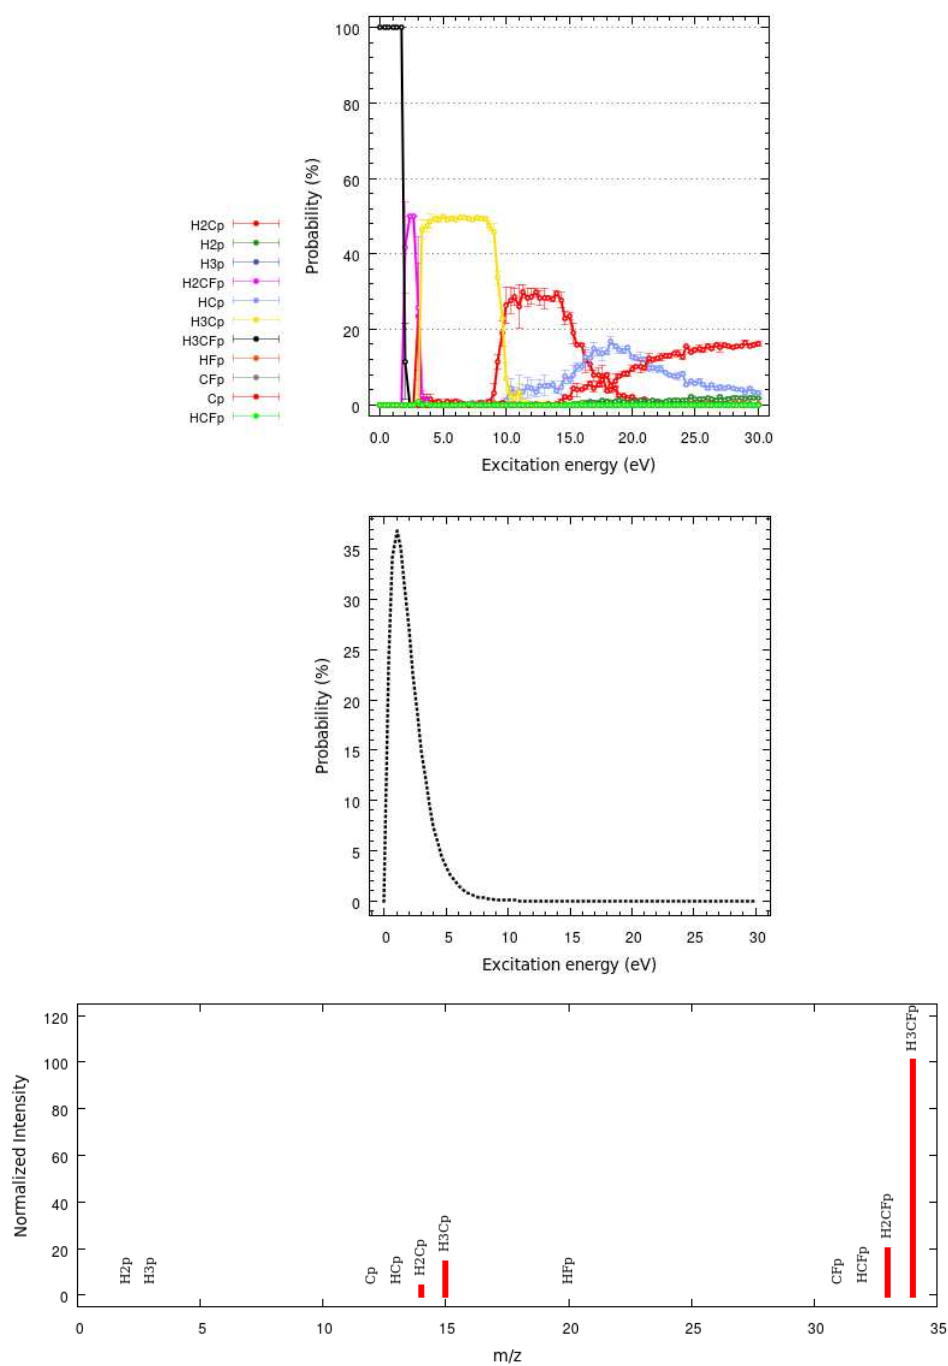 100
80
60
40
20
0
Probability (%)
H2Cp
H2p
H3p
H2CFp
HCp
H3Cp
H3CFp
HFp
CFp
Cp
HCFp
0.0 5.0 10.0 15.0 20.0 25.0 30.0
Excitation energy (eV)
35
30
25
20
15
10
5
0
Probability (%)
0 5 10 15 20 25 30
Excitation energy (eV)
120
100
80
60
40
20
0
Normalized Intensity
H2p H3p Cp HCp H2Cp H3Cp HFp CFp HCFp H2CFp H3CFp
0 5 10 15 20 25 30 35
m/z